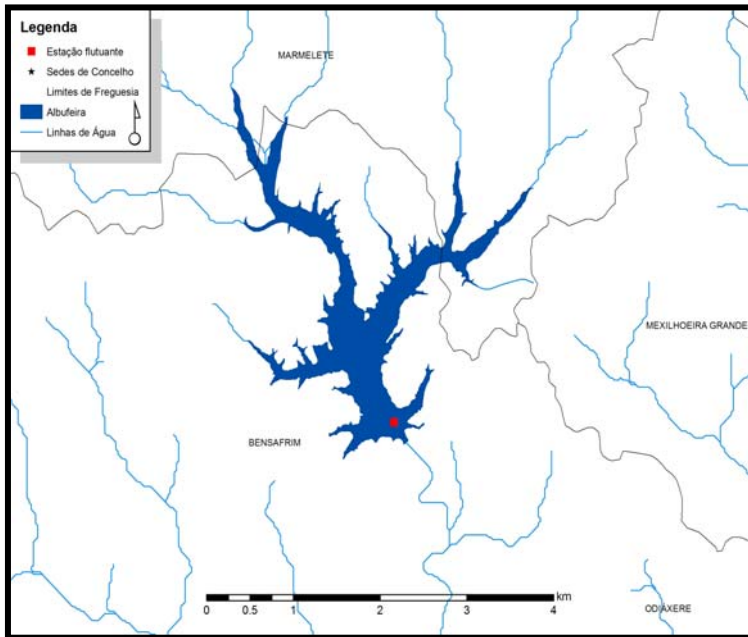 Legenda
Estação flutuante
Sedes de Concelho
Limites de Freguesia
Albufeira
Linhas de Água
MARMELETE
MEXILHOEIRA GRANDE
BENSAFRIM
km
0 0.5 1 2 3 4
ODIÁXERE